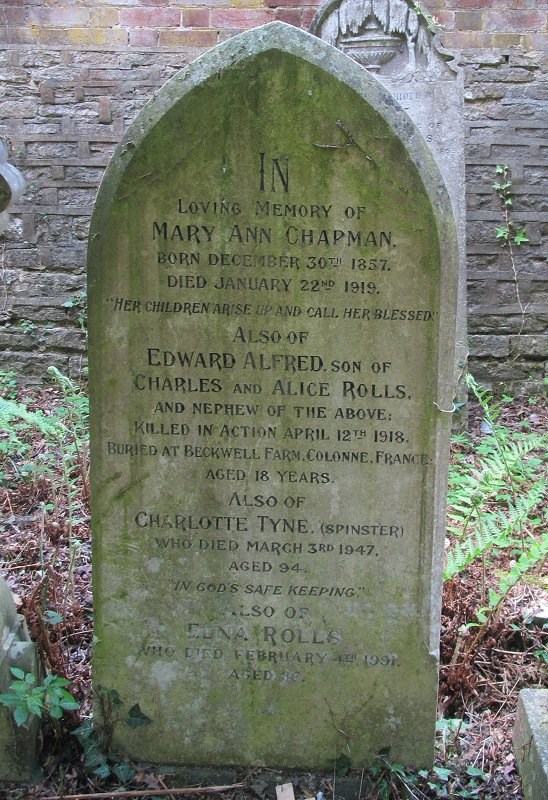 IN
LOVING MEMORY OF
MARY ANN CHAPMAN.
BORN DECEMBER 30TH 1857.
DIED JANUARY 22ND 1919.
"HER CHILDREN ARISE UP AND CALL HER BLESSED"
ALSO OF
EDWARD ALFRED, SON OF
CHARLES AND ALICE ROLLS,
AND NEPHEW OF THE ABOVE:
KILLED IN ACTION APRIL 12TH 1918.
BURIED AT BECKWELL FARM, COLONNE, FRANCE:
AGED 18 YEARS.
ALSO OF
CHARLOTTE TYNE, (SPINSTER)
WHO DIED MARCH 3RD 1947.
AGED 94.
"IN GOD'S SAFE KEEPING."
ALSO OF
EDNA ROLLS
WHO DIED FEBRUARY 4TH 1991.
AGED